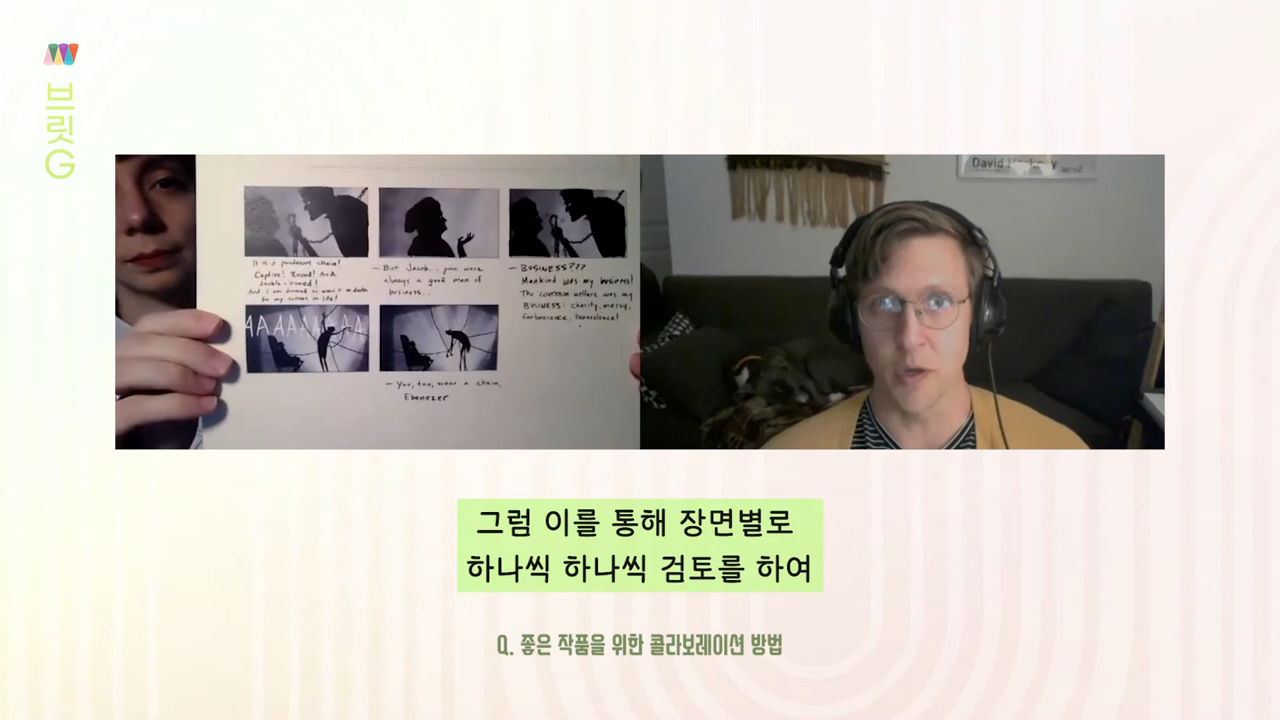 브릿G
David Hockney
It is a ponderous chain!
Captive! Bound! And
double-ironed!
And I am doomed to wear it in death
for my actions in life!
– But Jacob... you were
always a good man of
business...
– BUSINESS???
Mankind was my business!
The common welfare was my
BUSINESS! charity, mercy,
forbearance, benevolence!
AAAAAAAA
– You, too, wear a chain,
Ebenezer
그럼 이를 통해 장면별로
하나씩 하나씩 검토를 하여
Q. 좋은 작품을 위한 콜라보레이션 방법